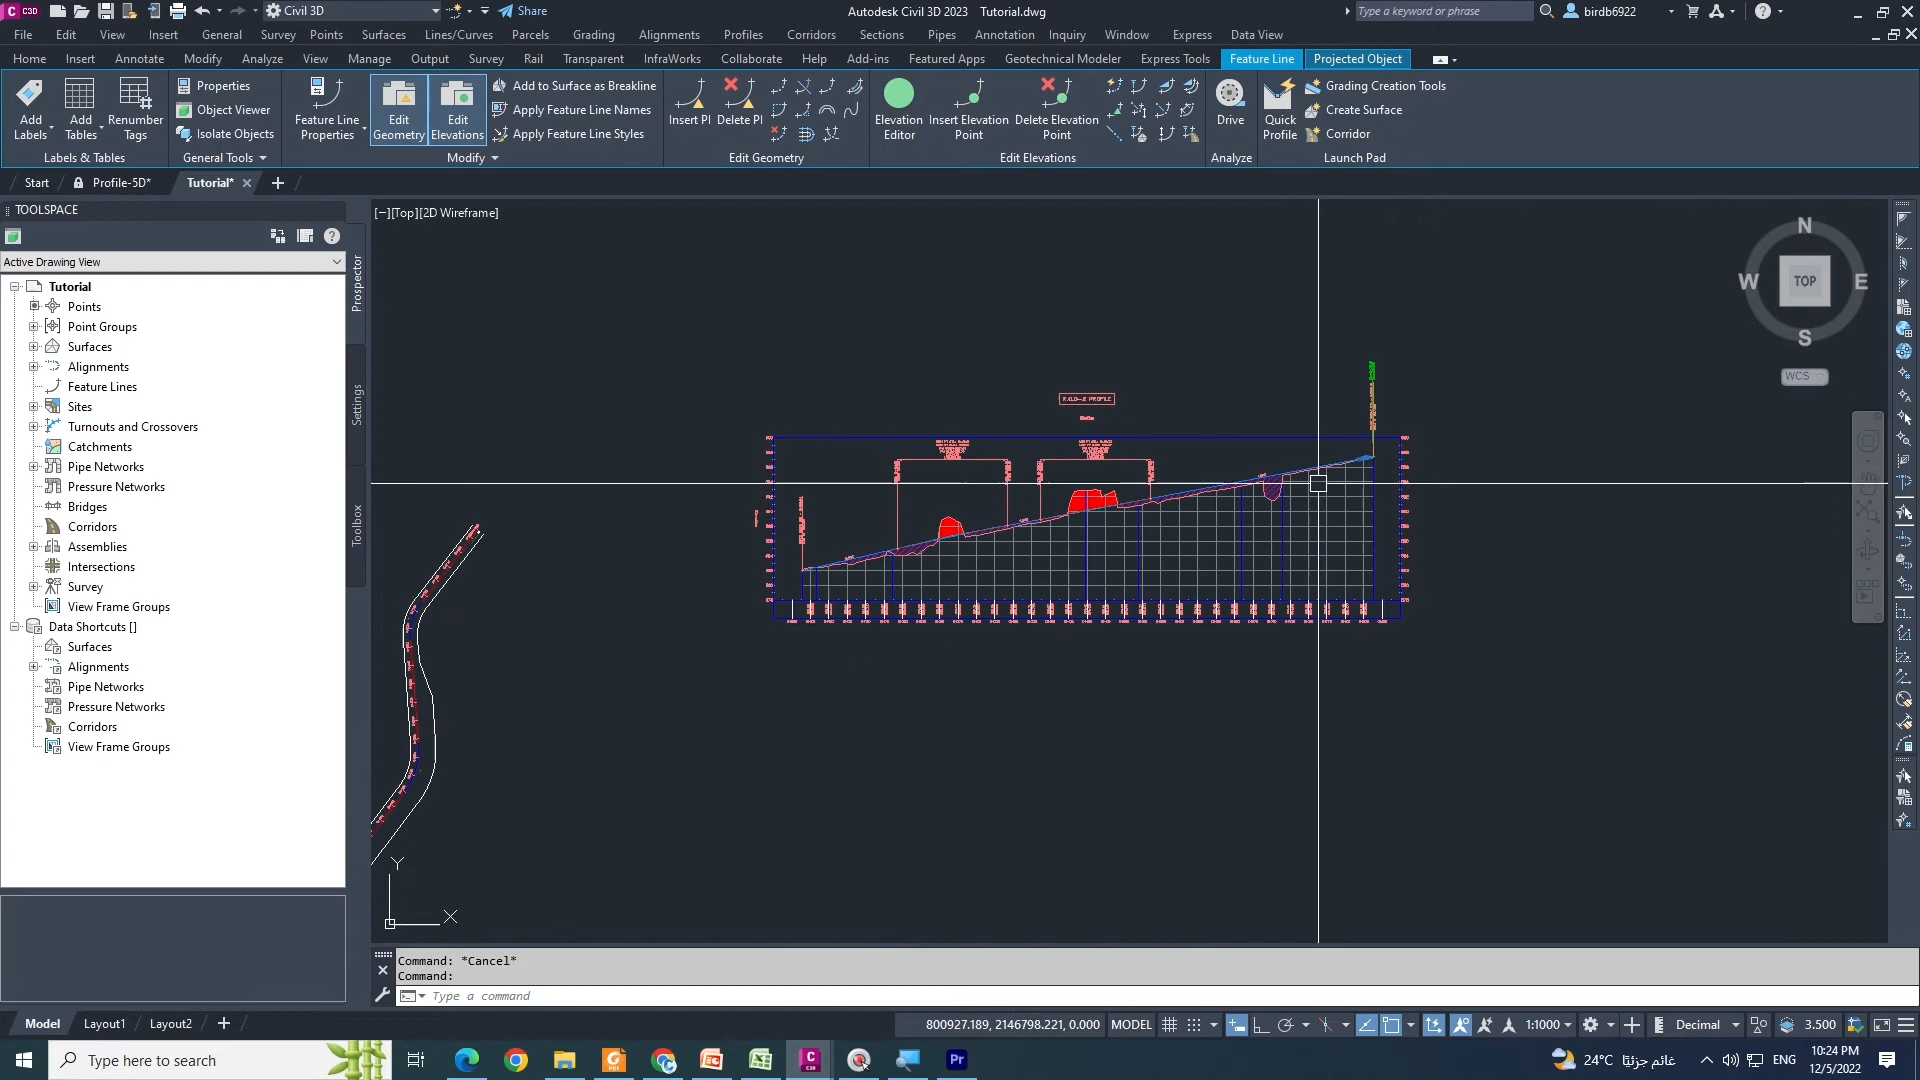 C3D
Civil 3D
Share
Autodesk Civil 3D 2023 Tutorial.dwg
Type a keyword or phrase
birdb6922
File Edit View Insert General Survey Points Surfaces Lines/Curves Parcels Grading Alignments Profiles Corridors Sections Pipes Annotation Inquiry Window Express Data View
Home Insert Annotate Modify Analyze View Manage Output Survey Rail Transparent InfraWorks Collaborate Help Add-ins Featured Apps Geotechnical Modeler Express Tools Feature Line Projected Object
Add Labels
Add Tables
Renumber Tags
Labels & Tables
Properties
Object Viewer
Isolate Objects
General Tools
Feature Line Properties
Edit Geometry
Edit Elevations
Add to Surface as Breakline
Apply Feature Line Names
Apply Feature Line Styles
Modify
Insert PI
Delete PI
Edit Geometry
Elevation Editor
Insert Elevation Point
Delete Elevation Point
Edit Elevations
Drive
Analyze
Quick Profile
Grading Creation Tools
Create Surface
Corridor
Launch Pad
Start
Profile-5D*
Tutorial*
TOOLSPACE
Active Drawing View
Tutorial
Points
Point Groups
Surfaces
Alignments
Feature Lines
Sites
Turnouts and Crossovers
Catchments
Pipe Networks
Pressure Networks
Bridges
Corridors
Assemblies
Intersections
Survey
View Frame Groups
Data Shortcuts []
Surfaces
Alignments
Pipe Networks
Pressure Networks
Corridors
View Frame Groups
Prospector
Settings
Toolbox
[−][Top][2D Wireframe]
N
W
TOP
E
S
WCS
Y
X
Command: *Cancel*
Command:
Type a command
Model
Layout1
Layout2
800927.189, 2146798.221, 0.000
MODEL
1:1000
Decimal
3.500
Type here to search
C3D
Pr
24°C
غائم جزئيًا
ENG
10:24 PM
12/5/2022